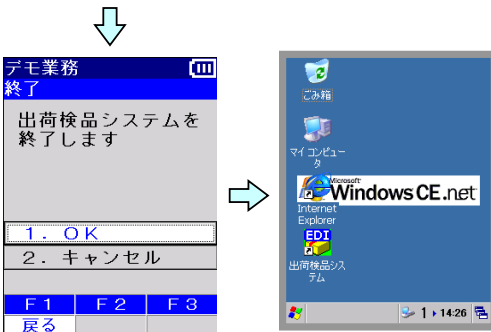 デモ業務
終了
出荷検品システムを
終了します
1. OK
2. キャンセル
F1 F2 F3
戻る
ごみ箱
マイ コンピュー
タ
Microsoft
Windows CE.net
Internet
Explorer
EDI
出荷検品シス
テム
1 14:26